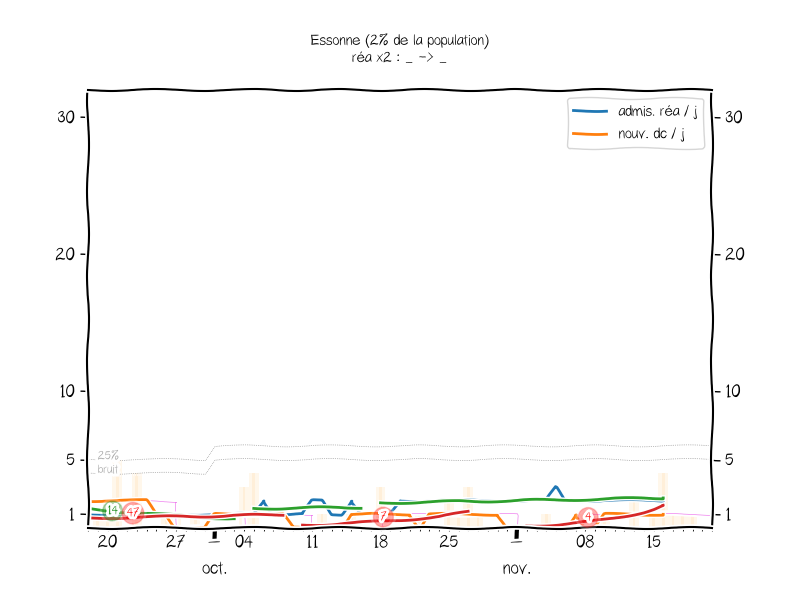 Essonne (2% de la population)
réa x2 : _ -> _
admis. réa / j
nouv. dc / j
30
30
20
20
10
10
5
5
1
1
25%
bruit
14
47
7
4
20 27 04 11 18 25 08 15
oct. nov.